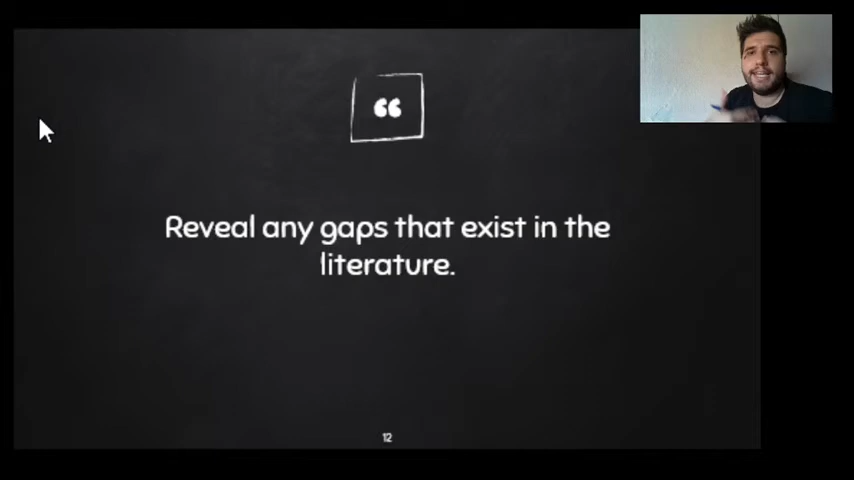 “
Reveal any gaps that exist in the
literature.
12